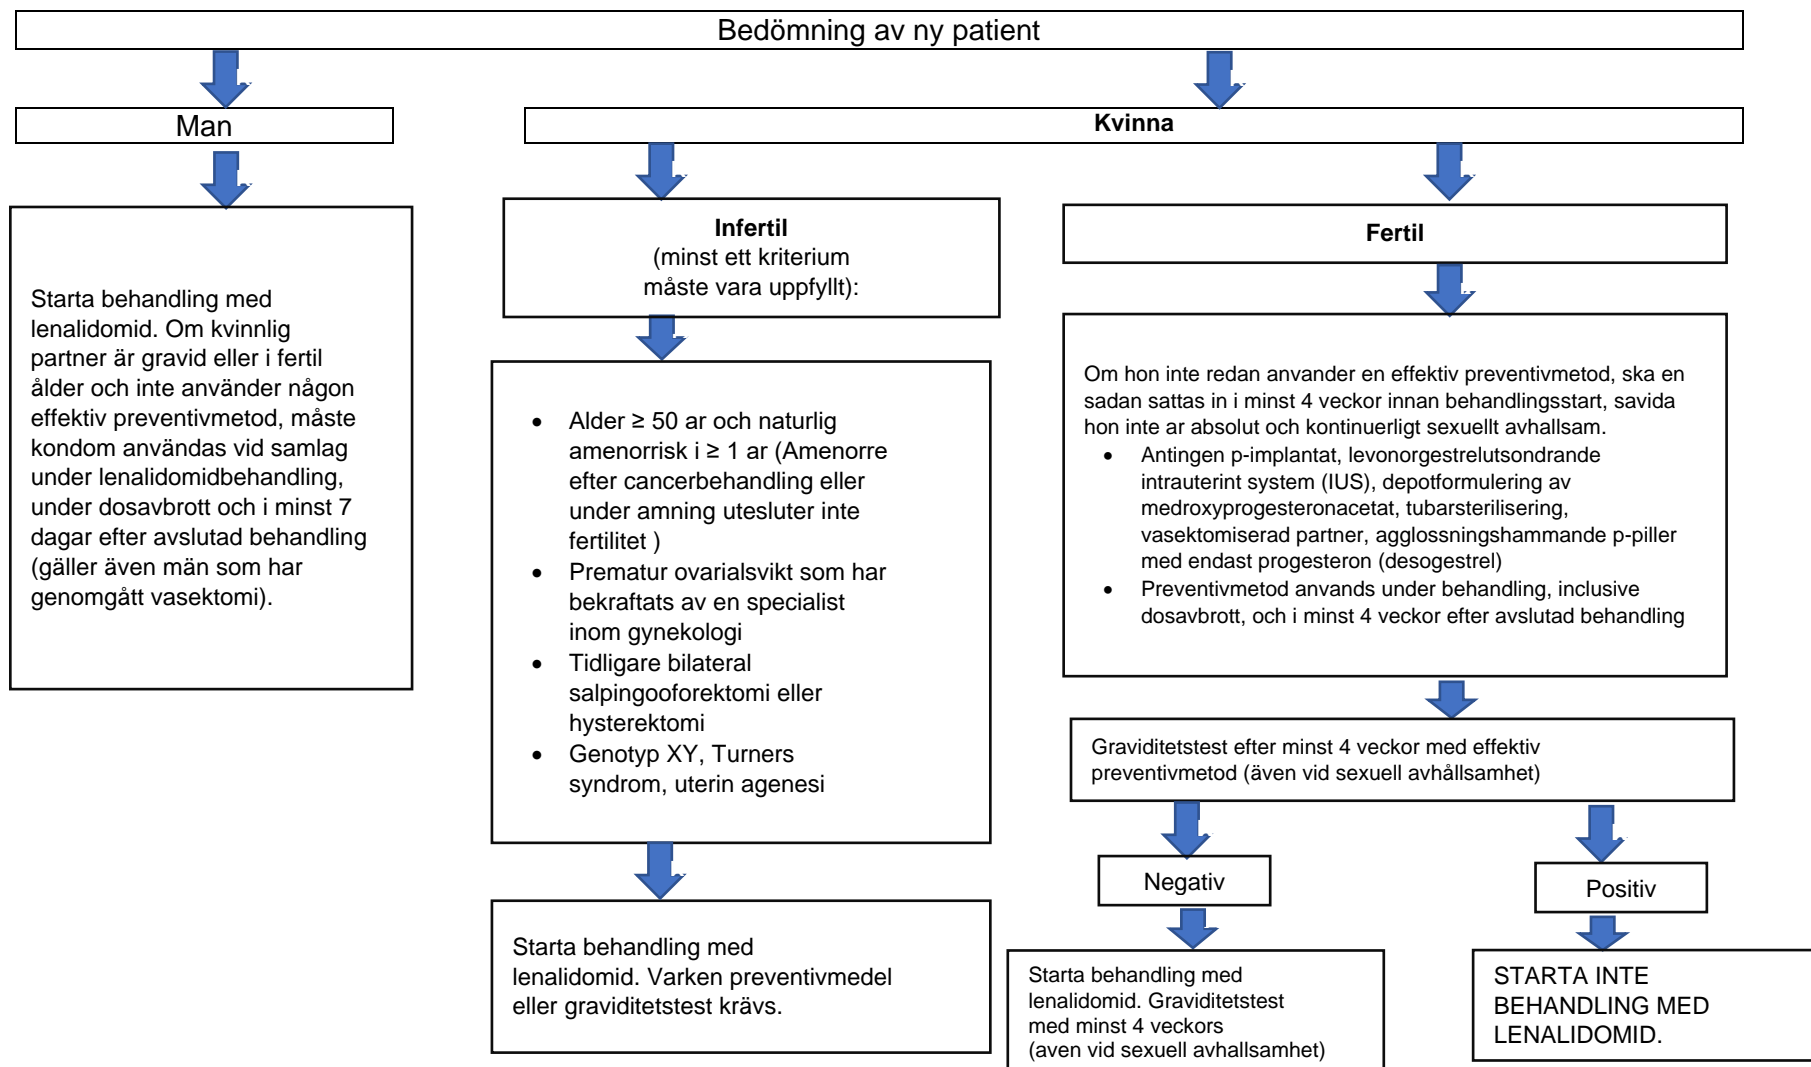 Bedömning av ny patient
Man
Kvinna
Starta behandling med
lenalidomid. Om kvinnlig
partner är gravid eller i fertil
ålder och inte använder någon
effektiv preventivmetod, måste
kondom användas vid samlag
under lenalidomidbehandling,
under dosavbrott och i minst 7
dagar efter avslutad behandling
(gäller även män som har
genomgått vasektomi).
Infertil
(minst ett kriterium
måste vara uppfyllt):
• Alder ≥ 50 ar och naturlig
amenorrisk i ≥ 1 ar (Amenorre
efter cancerbehandling eller
under amning utesluter inte
fertilitet )
• Prematur ovarialsvikt som har
bekraftats av en specialist
inom gynekologi
• Tidligare bilateral
salpingooforektomi eller
hysterektomi
• Genotyp XY, Turners
syndrom, uterin agenesi
Starta behandling med
lenalidomid. Varken preventivmedel
eller graviditetstest krävs.
Fertil
Om hon inte redan anvander en effektiv preventivmetod, ska en
sadan sattas in i minst 4 veckor innan behandlingsstart, savida
hon inte ar absolut och kontinuerligt sexuellt avhallsam.
• Antingen p-implantat, levonorgestrelutsondrande
intrauterint system (IUS), depotformulering av
medroxyprogesteronacetat, tubarsterilisering,
vasektomiserad partner, agglossningshammande p-piller
med endast progesteron (desogestrel)
• Preventivmetod anvands under behandling, inclusive
dosavbrott, och i minst 4 veckor efter avslutad behandling
Graviditetstest efter minst 4 veckor med effektiv
preventivmetod (även vid sexuell avhållsamhet)
Negativ
Positiv
Starta behandling med
lenalidomid. Graviditetstest
med minst 4 veckors
(aven vid sexuell avhallsamhet)
STARTA INTE
BEHANDLING MED
LENALIDOMID.